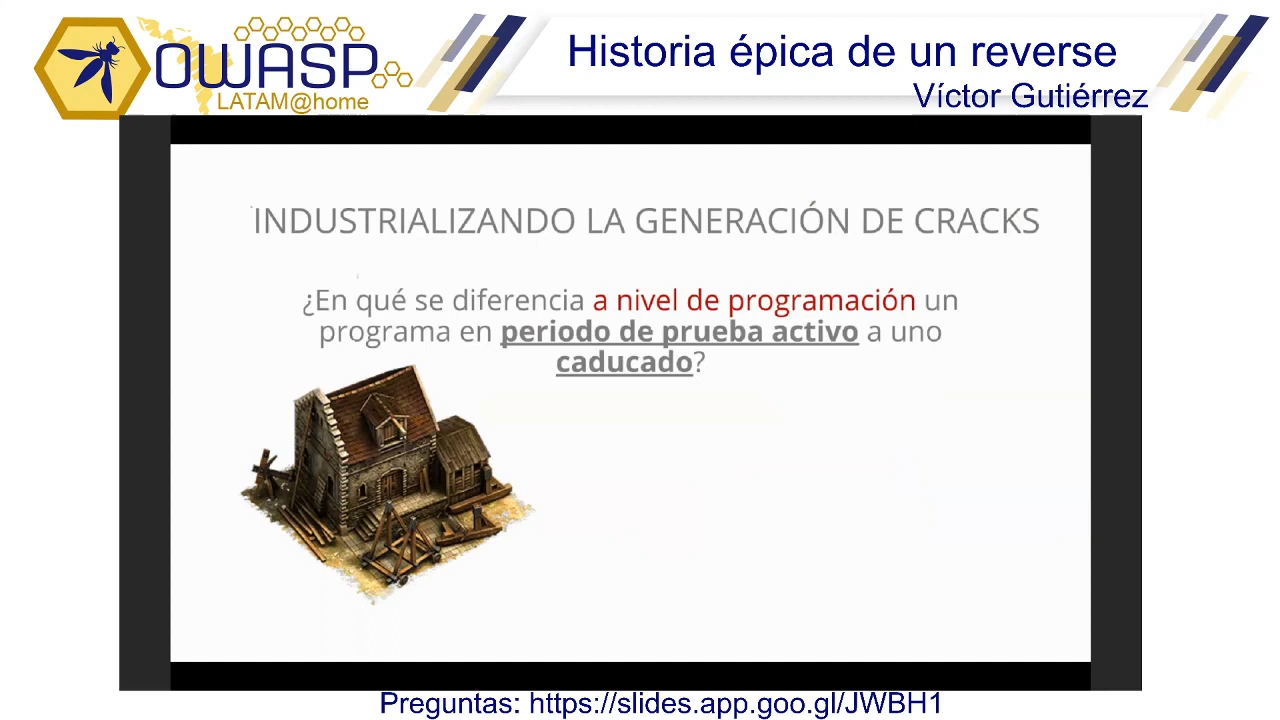 OWASP
LATAM@home
Historia épica de un reverse
Víctor Gutiérrez
INDUSTRIALIZANDO LA GENERACIÓN DE CRACKS
¿En qué se diferencia a nivel de programación un
programa en periodo de prueba activo a uno
caducado?
Preguntas: https://slides.app.goo.gl/JWBH1